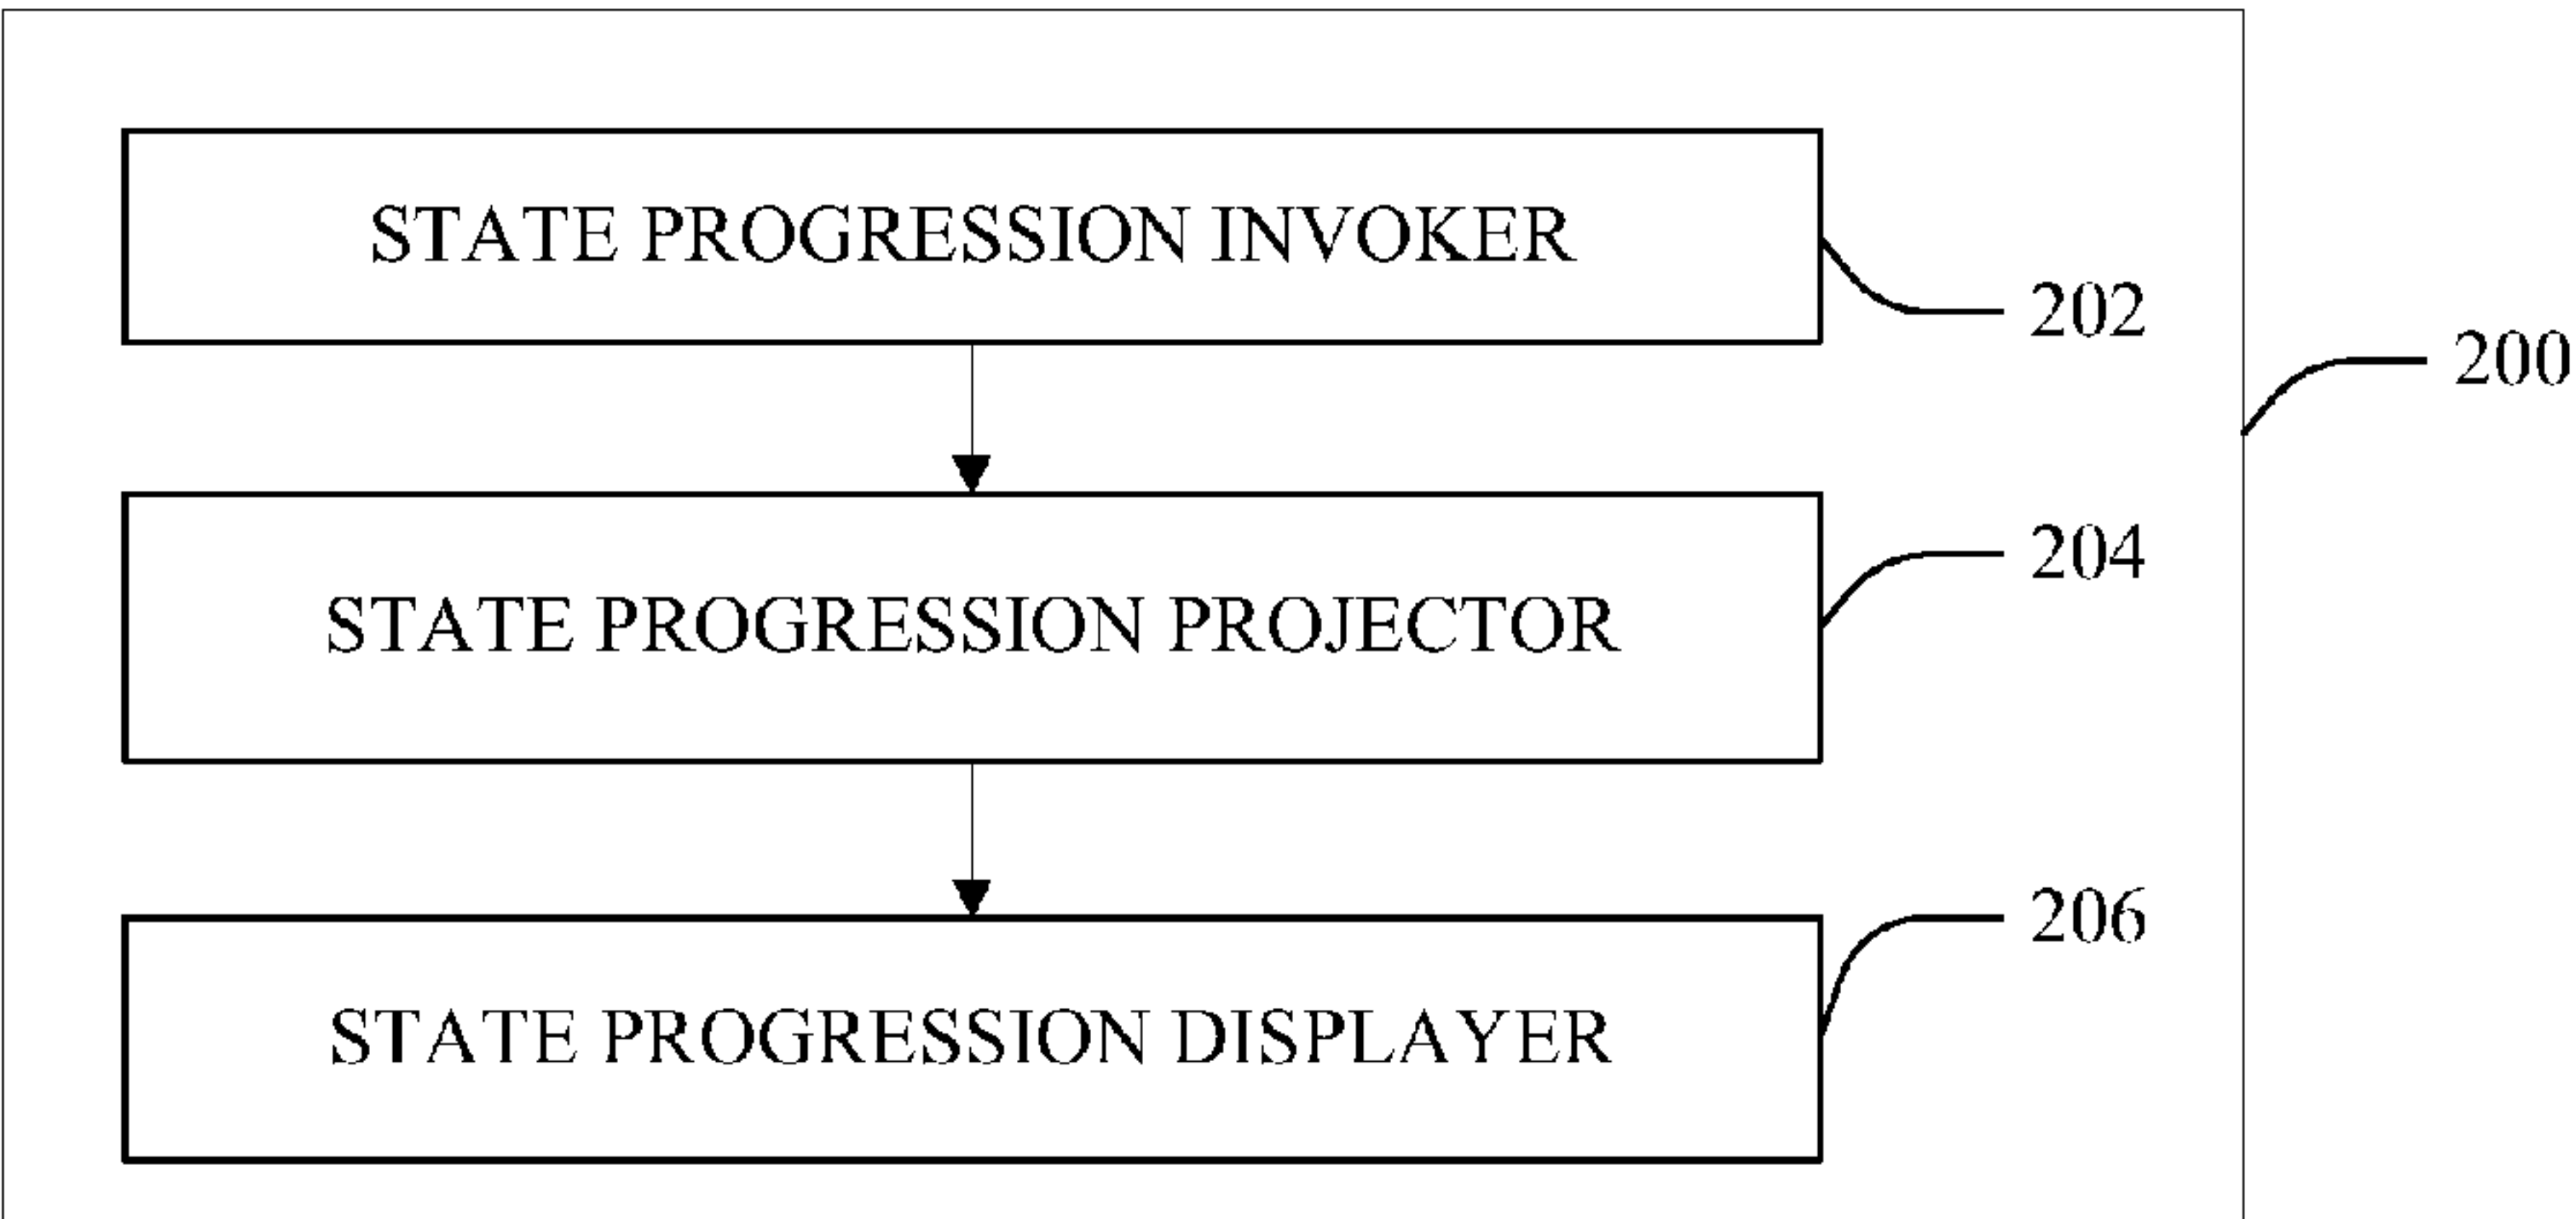 STATE PROGRESSION INVOKER
202
200
204
STATE PROGRESSION PROJECTOR
206
STATE PROGRESSION DISPLAYER